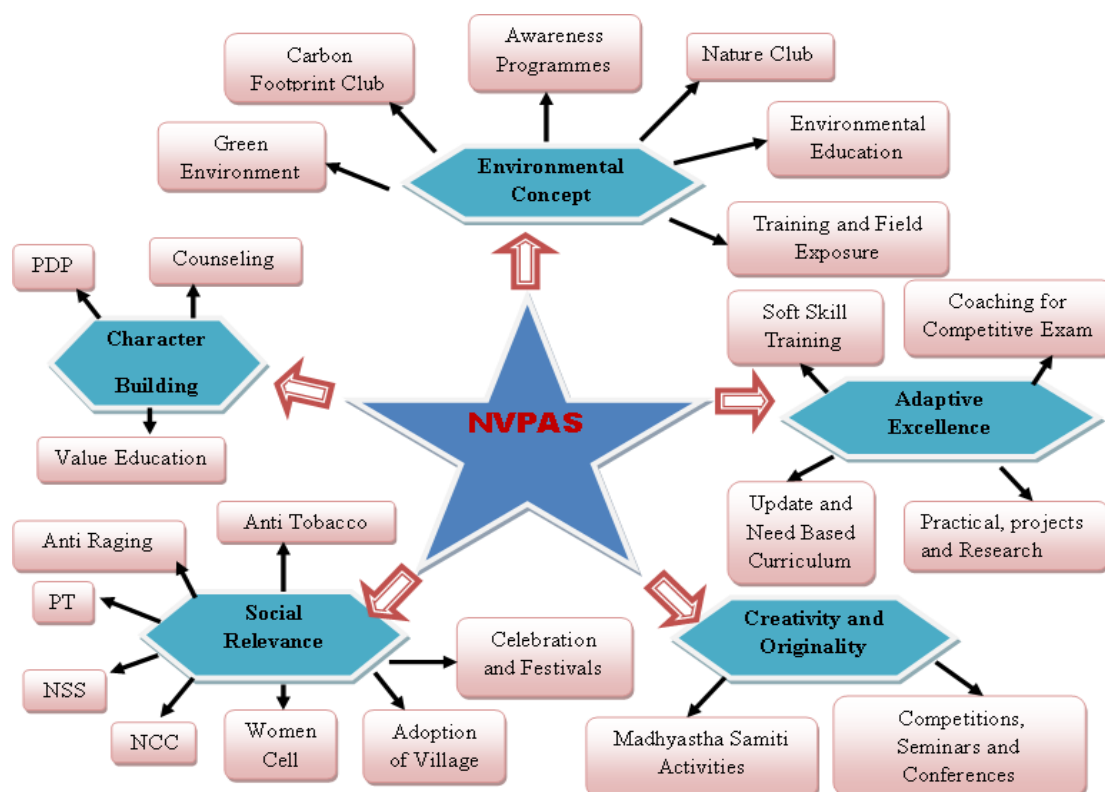 Awareness
Programmes
Carbon
Footprint Club
Nature Club
Green
Environment
Environmental
Education
Environmental
Concept
Training and Field
Exposure
PDP
Counseling
Character
Building
Value Education
Soft Skill
Training
Coaching for
Competitive Exam
Adaptive
Excellence
Update and
Need Based
Curriculum
Practical, projects
and Research
NVPAS
Anti Tobacco
Anti Raging
PT
NSS
NCC
Social
Relevance
Women
Cell
Adoption
of Village
Celebration
and Festivals
Creativity and
Originality
Madhyastha Samiti
Activities
Competitions,
Seminars and
Conferences